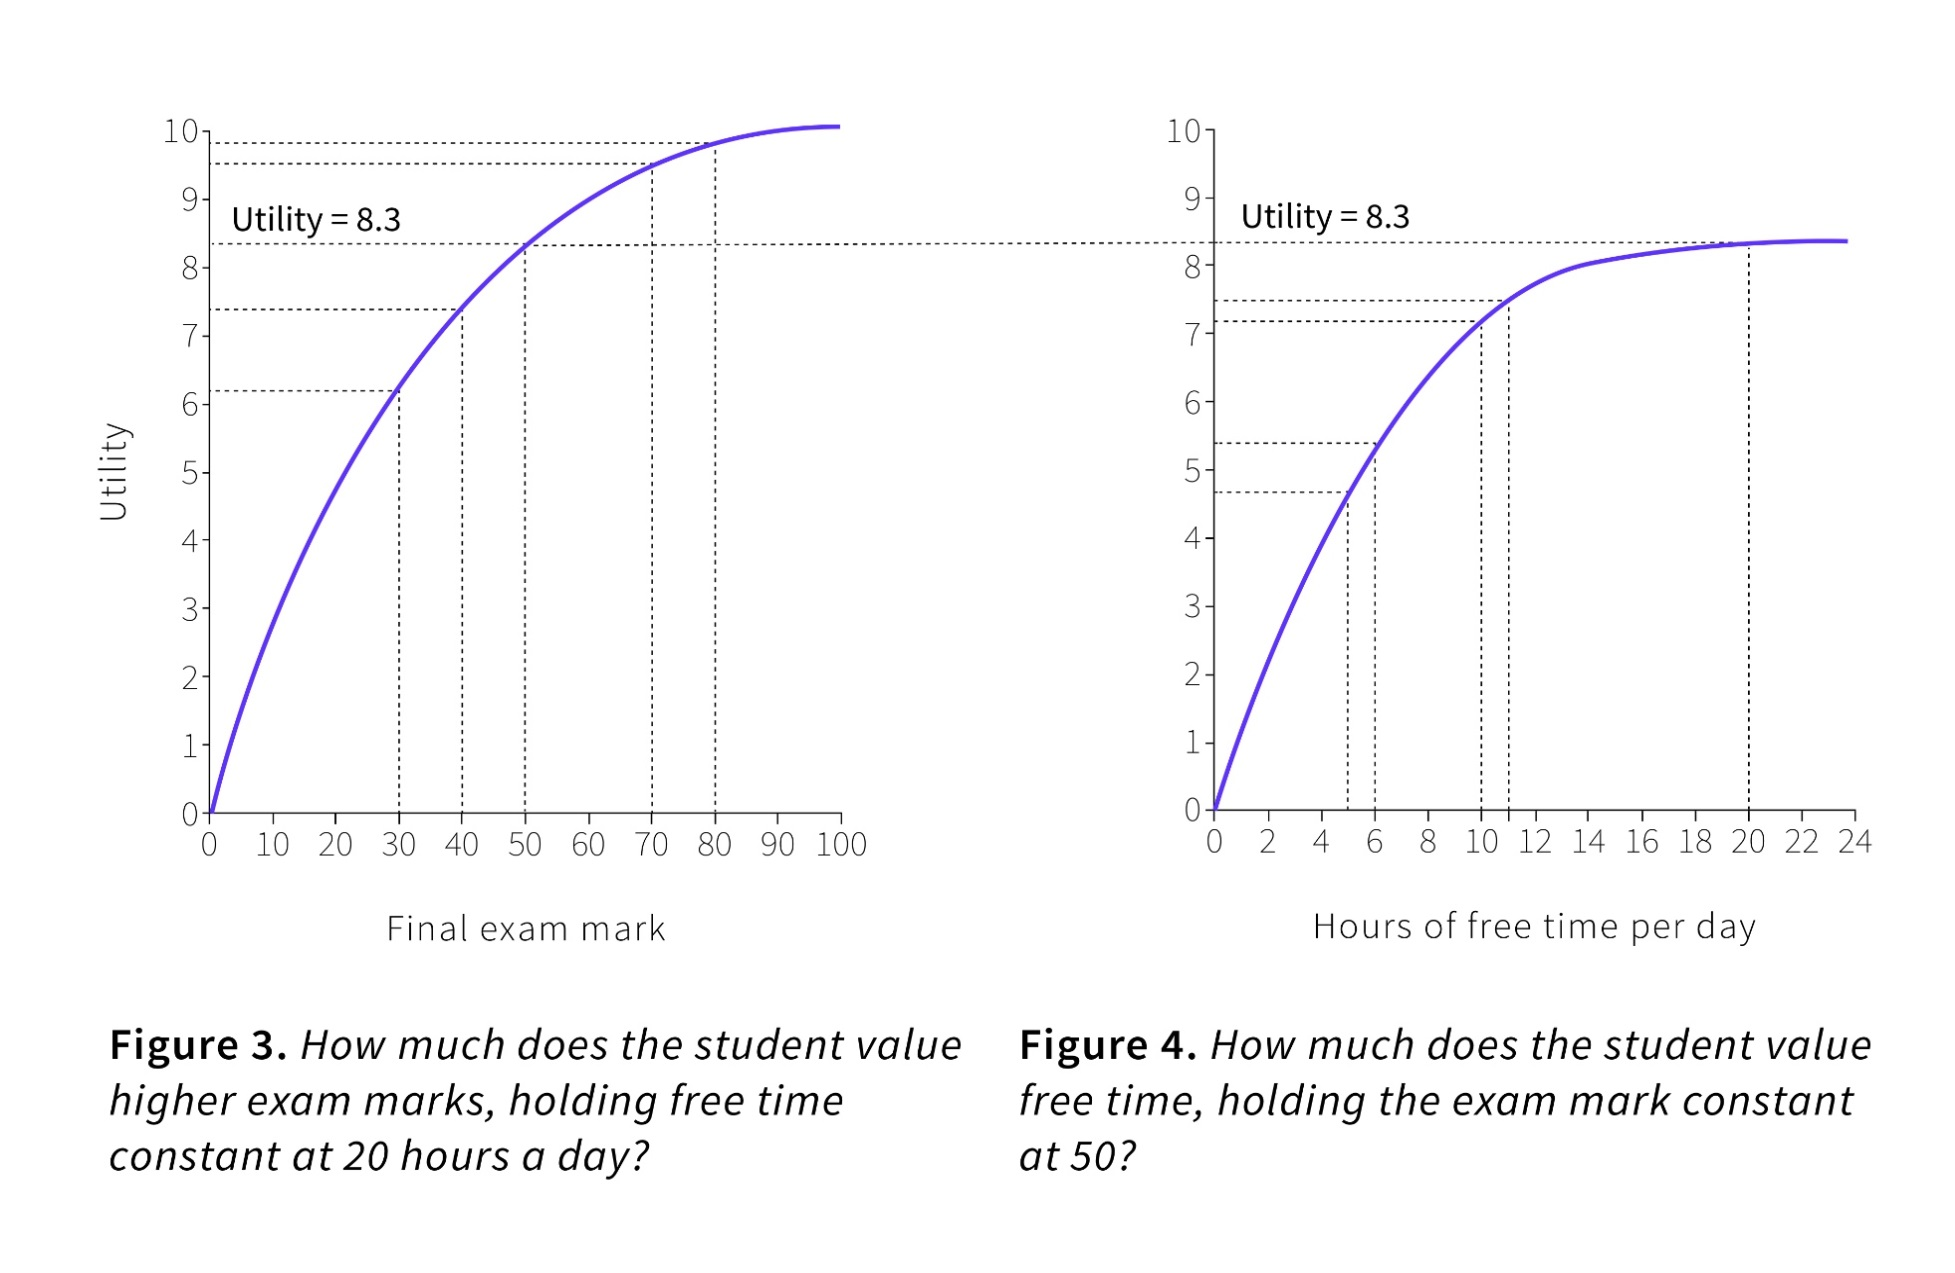 10
9
Utility = 8.3
8
7
6
5
4
3
2
1
0
Utility
0 10 20 30 40 50 60 70 80 90 100
Final exam mark
10
9
Utility = 8.3
8
7
6
5
4
3
2
1
0
0 2 4 6 8 10 12 14 16 18 20 22 24
Hours of free time per day
Figure 3. How much does the student value
higher exam marks, holding free time
constant at 20 hours a day?
Figure 4. How much does the student value
free time, holding the exam mark constant
at 50?